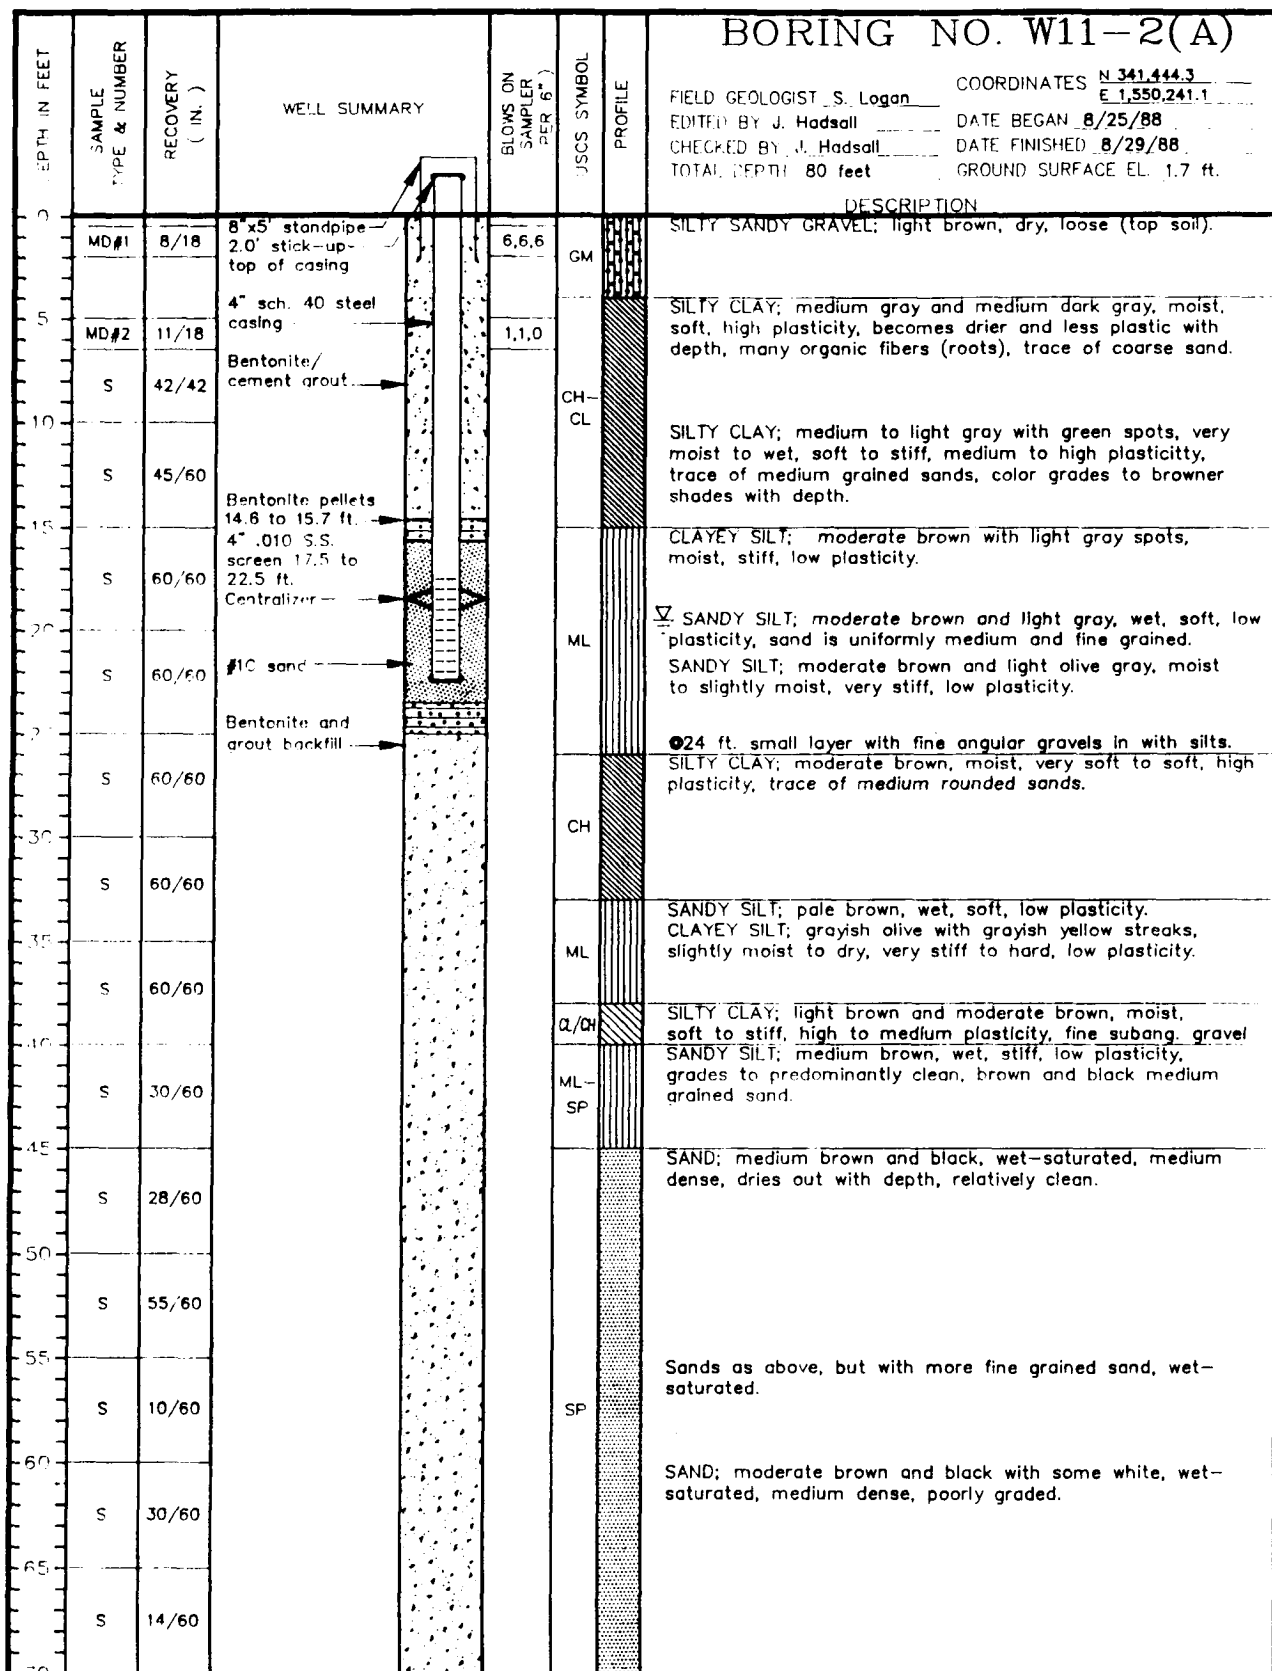 BORING NO. W11-2(A)
DEPTH IN FEET
SAMPLE
TYPE & NUMBER
RECOVERY
( IN. )
WELL SUMMARY
BLOWS ON
SAMPLER
PER 6")
USCS SYMBOL
PROFILE
FIELD GEOLOGIST S. Logan
EDITED BY J. Hadsall
CHECKED BY J. Hadsall
TOTAL DEPTH 80 feet
COORDINATES N 341,444.3
E 1,550,241.1
DATE BEGAN 8/25/88
DATE FINISHED 8/29/88
GROUND SURFACE EL. 1.7 ft.
DESCRIPTION
0
SILTY SANDY GRAVEL; light brown, dry, loose (top soil).
MD#1 8/18
8"x5' standpipe
2.0' stick-up-
top of casing
6,6,6
GM
4" sch. 40 steel
casing
SILTY CLAY; medium gray and medium dark gray, moist,
soft, high plasticity, becomes drier and less plastic with
depth, many organic fibers (roots), trace of coarse sand.
5
MD#2 11/18
1,1,0
Bentonite/
cement grout
S 42/42
CH-
CL
10
SILTY CLAY; medium to light gray with green spots, very
moist to wet, soft to stiff, medium to high plasticitty,
trace of medium grained sands, color grades to browner
shades with depth.
S 45/60
Bentonite pellets
14.6 to 15.7 ft.
15
4" .010 S.S.
screen 17.5 to
22.5 ft.
CLAYEY SILT; moderate brown with light gray spots,
moist, stiff, low plasticity.
S 60/60
Centralizer
20
ML
SANDY SILT; moderate brown and light gray, wet, soft, low
plasticity, sand is uniformly medium and fine grained.
SANDY SILT; moderate brown and light olive gray, moist
to slightly moist, very stiff, low plasticity.
S 60/60
#1C sand
Bentonite and
grout backfill
25
@24 ft. small layer with fine angular gravels in with silts.
SILTY CLAY; moderate brown, moist, very soft to soft, high
plasticity, trace of medium rounded sands.
S 60/60
CH
30
S 60/60
SANDY SILT; pale brown, wet, soft, low plasticity.
CLAYEY SILT; grayish olive with grayish yellow streaks,
slightly moist to dry, very stiff to hard, low plasticity.
35
ML
S 60/60
CL/CH
SILTY CLAY; light brown and moderate brown, moist,
soft to stiff, high to medium plasticity, fine subang. gravel
40
SANDY SILT; medium brown, wet, stiff, low plasticity,
grades to predominantly clean, brown and black medium
grained sand.
S 30/60
ML-
SP
45
SAND; medium brown and black, wet-saturated, medium
dense, dries out with depth, relatively clean.
S 28/60
50
S 55/60
55
Sands as above, but with more fine grained sand, wet-
saturated.
S 10/60
SP
60
SAND; moderate brown and black with some white, wet-
saturated, medium dense, poorly graded.
S 30/60
65
S 14/60
70